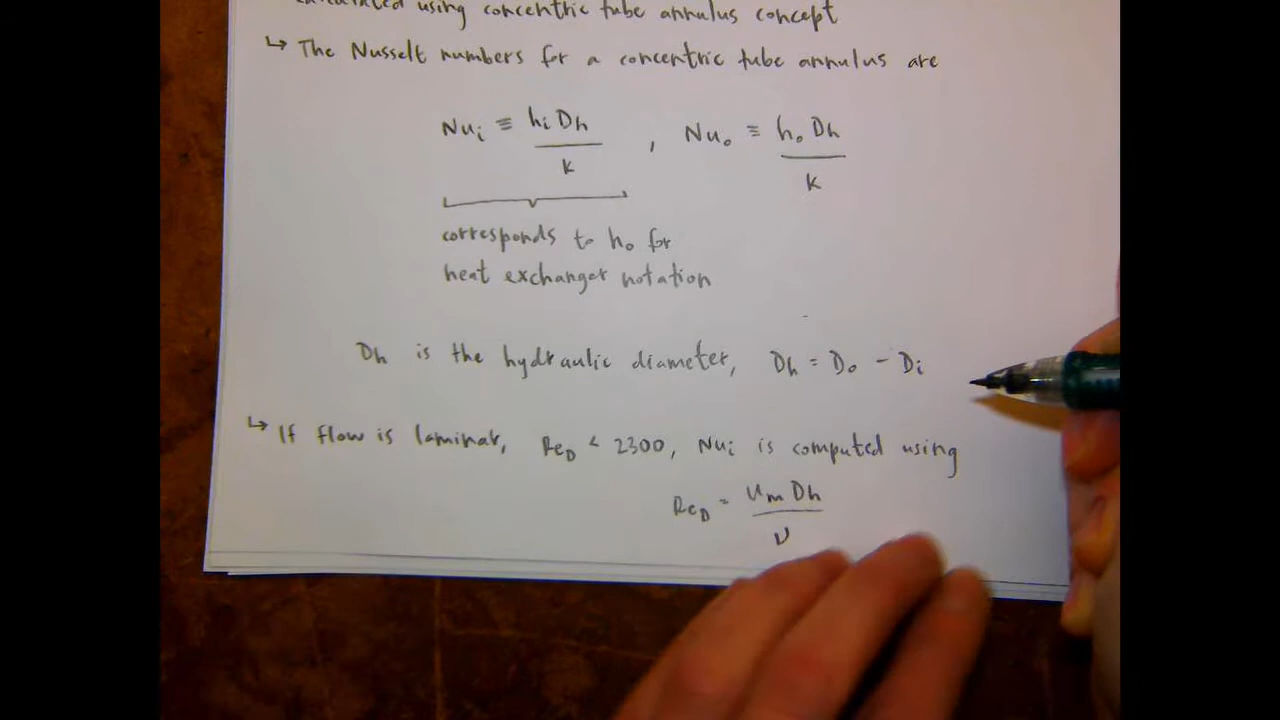 calculated using concentric tube annulus concept
↳ The Nusselt numbers for a concentric tube annulus are
Nui ≡ hi Dh / k , Nuo ≡ ho Dh / k
corresponds to ho for
heat exchanger notation
Dh is the hydraulic diameter, Dh = Do - Di
↳ If flow is laminar, ReD < 2300, Nui is computed using
ReD = um Dh / ν